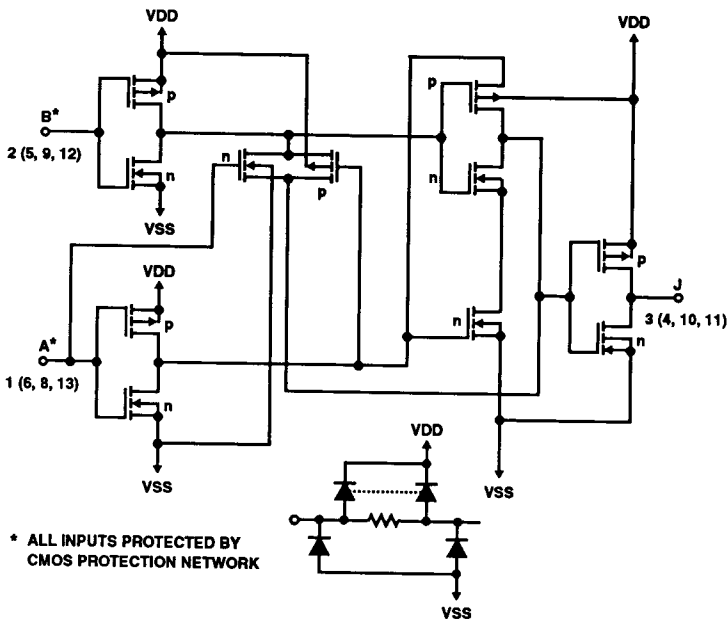 VDD
VDD
p
p
B*
2 (5, 9, 12)
n
n
n
p
VSS
VDD
p
p
J
n
3 (4, 10, 11)
A*
n
1 (6, 8, 13)
n
VSS
VDD
VSS
* ALL INPUTS PROTECTED BY
CMOS PROTECTION NETWORK
VSS